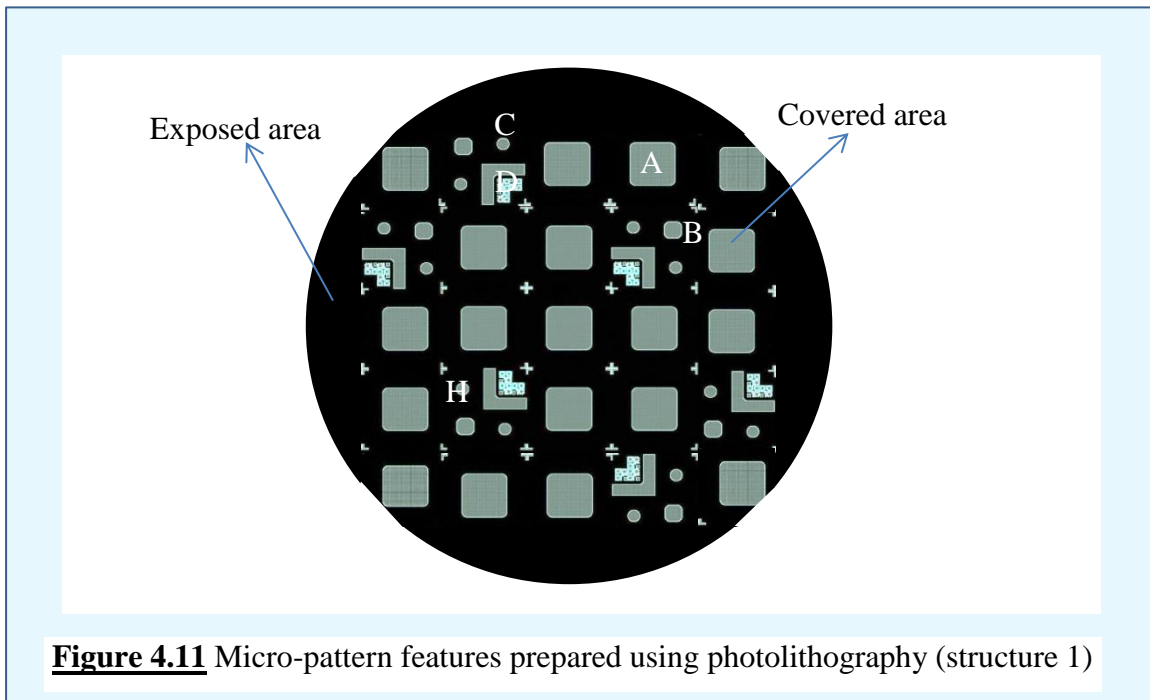 C
Exposed area
Covered area
A
D
B
H
Figure 4.11 Micro-pattern features prepared using photolithography (structure 1)